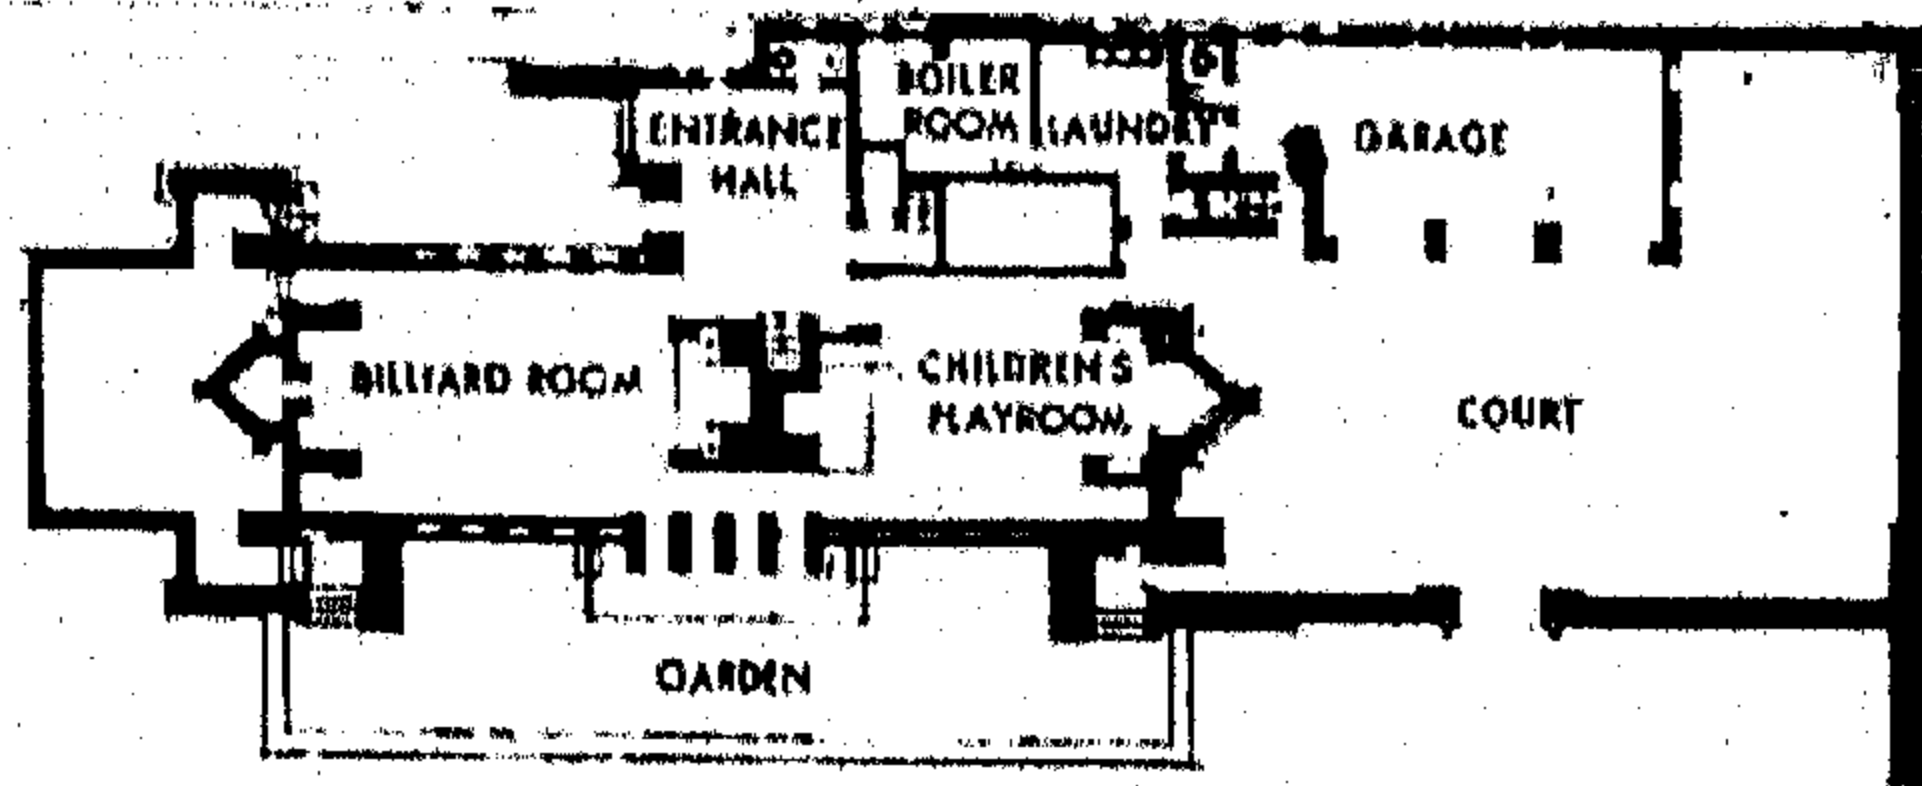 ENTRANCE
HALL
BOILER
ROOM
LAUNDRY
GARAGE
BILLIARD ROOM
CHILDREN'S
PLAYROOM
COURT
GARDEN